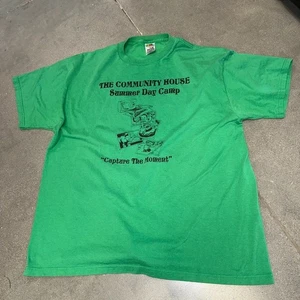 THE COMMUNITY HOUSE
Summer Day Camp
"Capture The Moment"